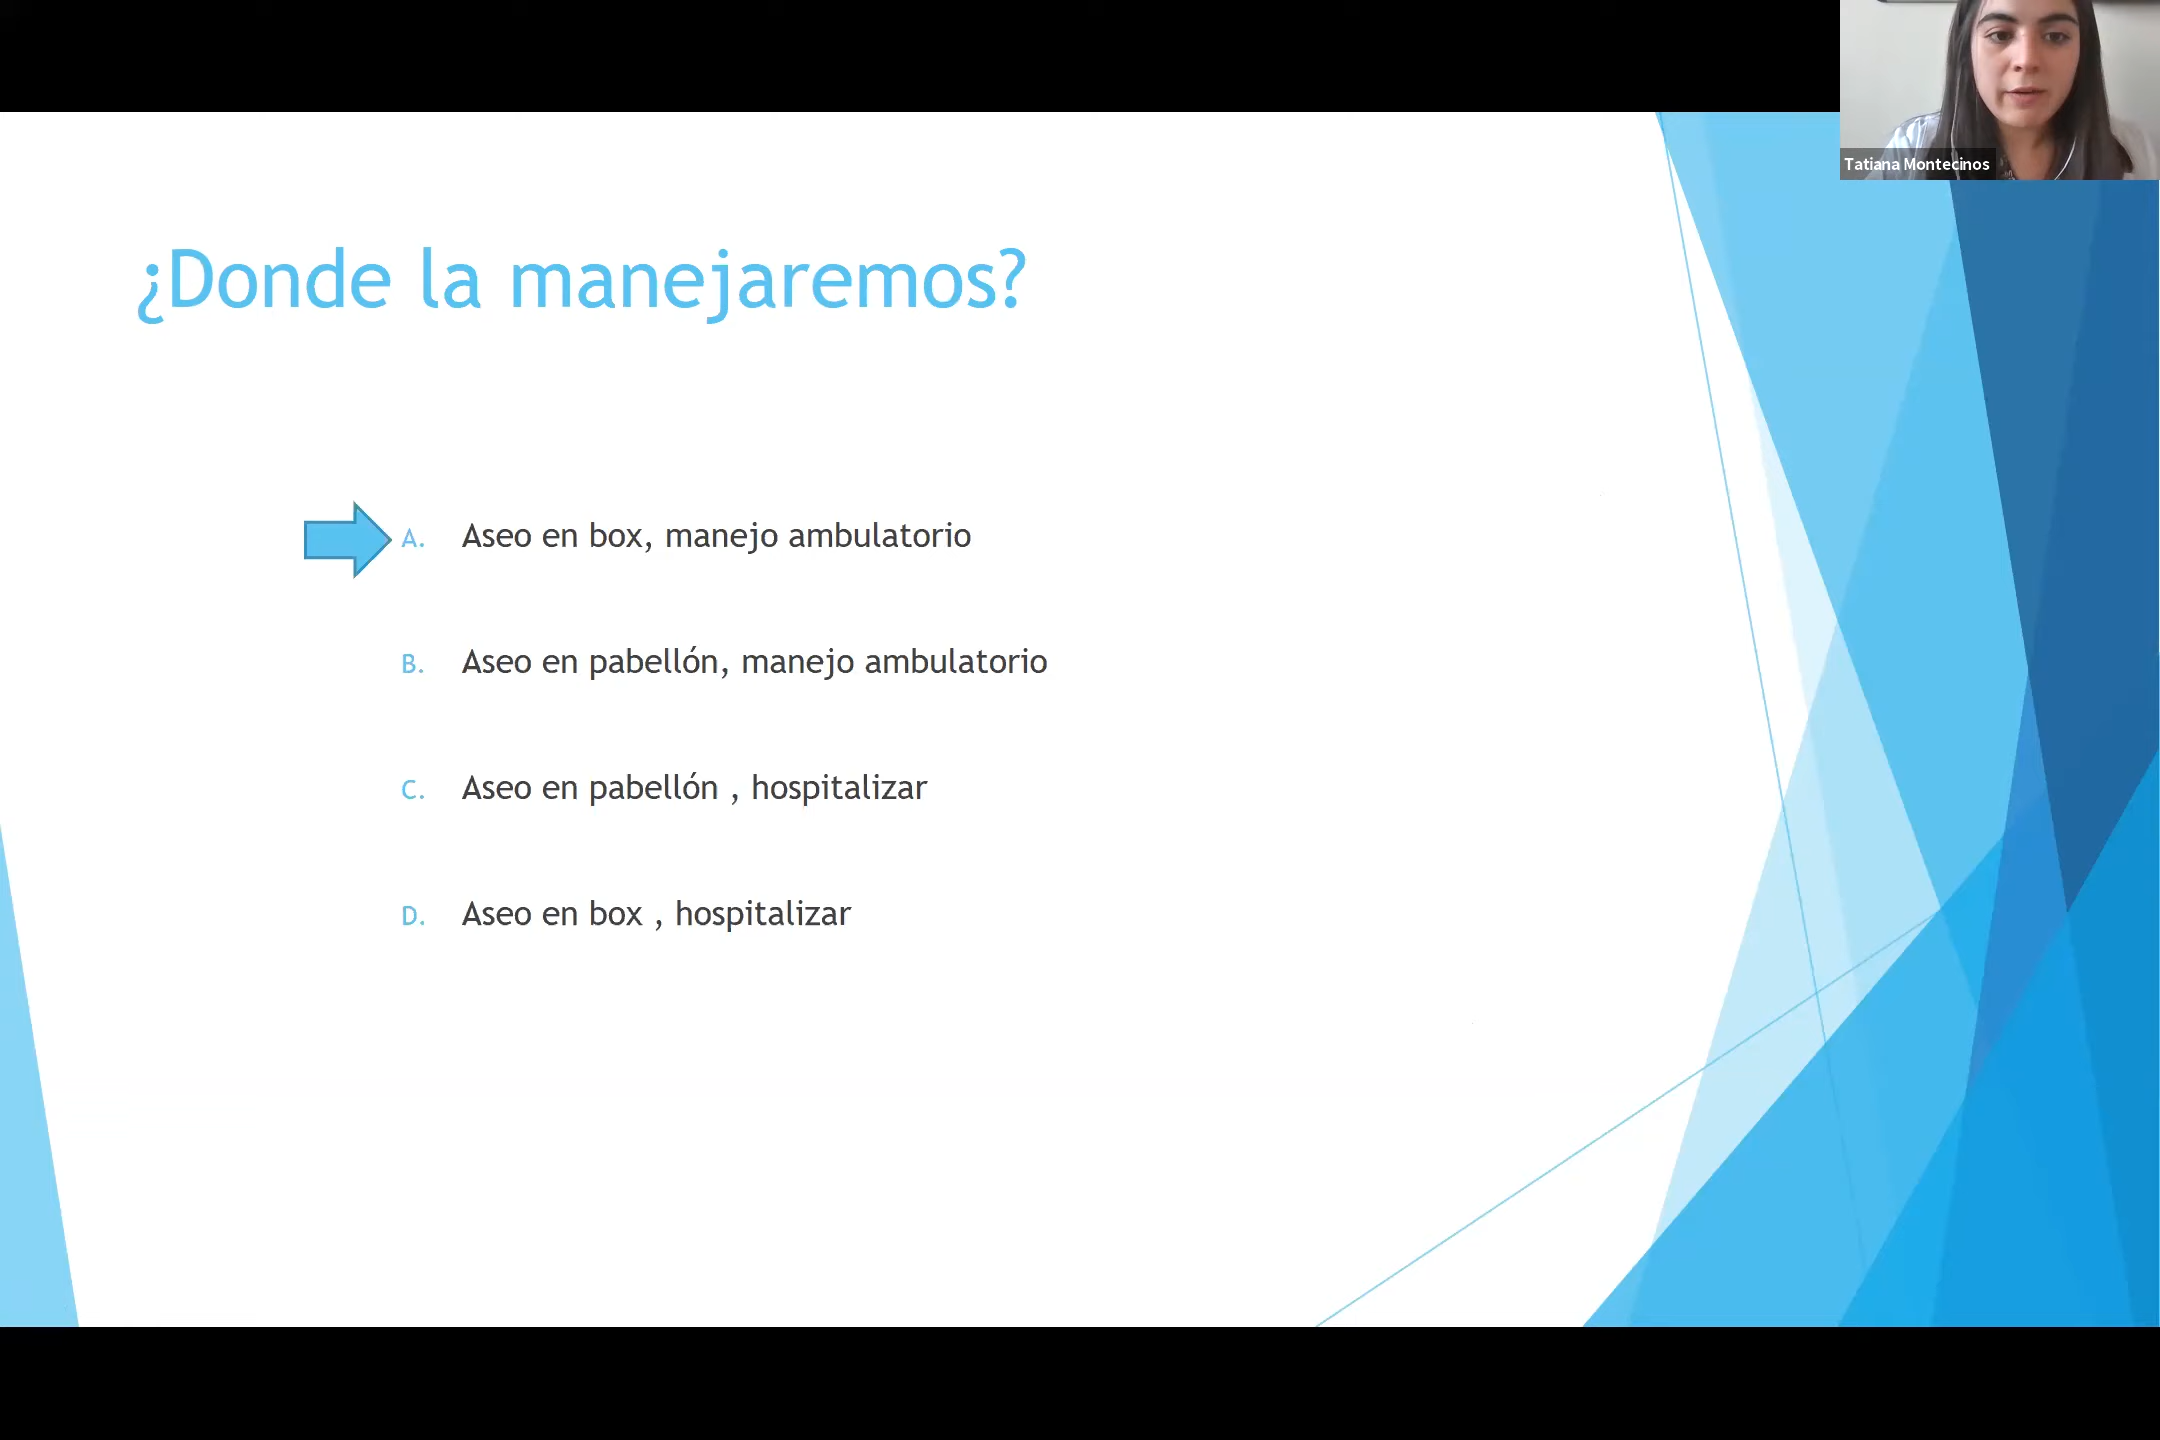 Tatiana Montecinos
¿Donde la manejaremos?
A. Aseo en box, manejo ambulatorio
B. Aseo en pabellón, manejo ambulatorio
C. Aseo en pabellón , hospitalizar
D. Aseo en box , hospitalizar